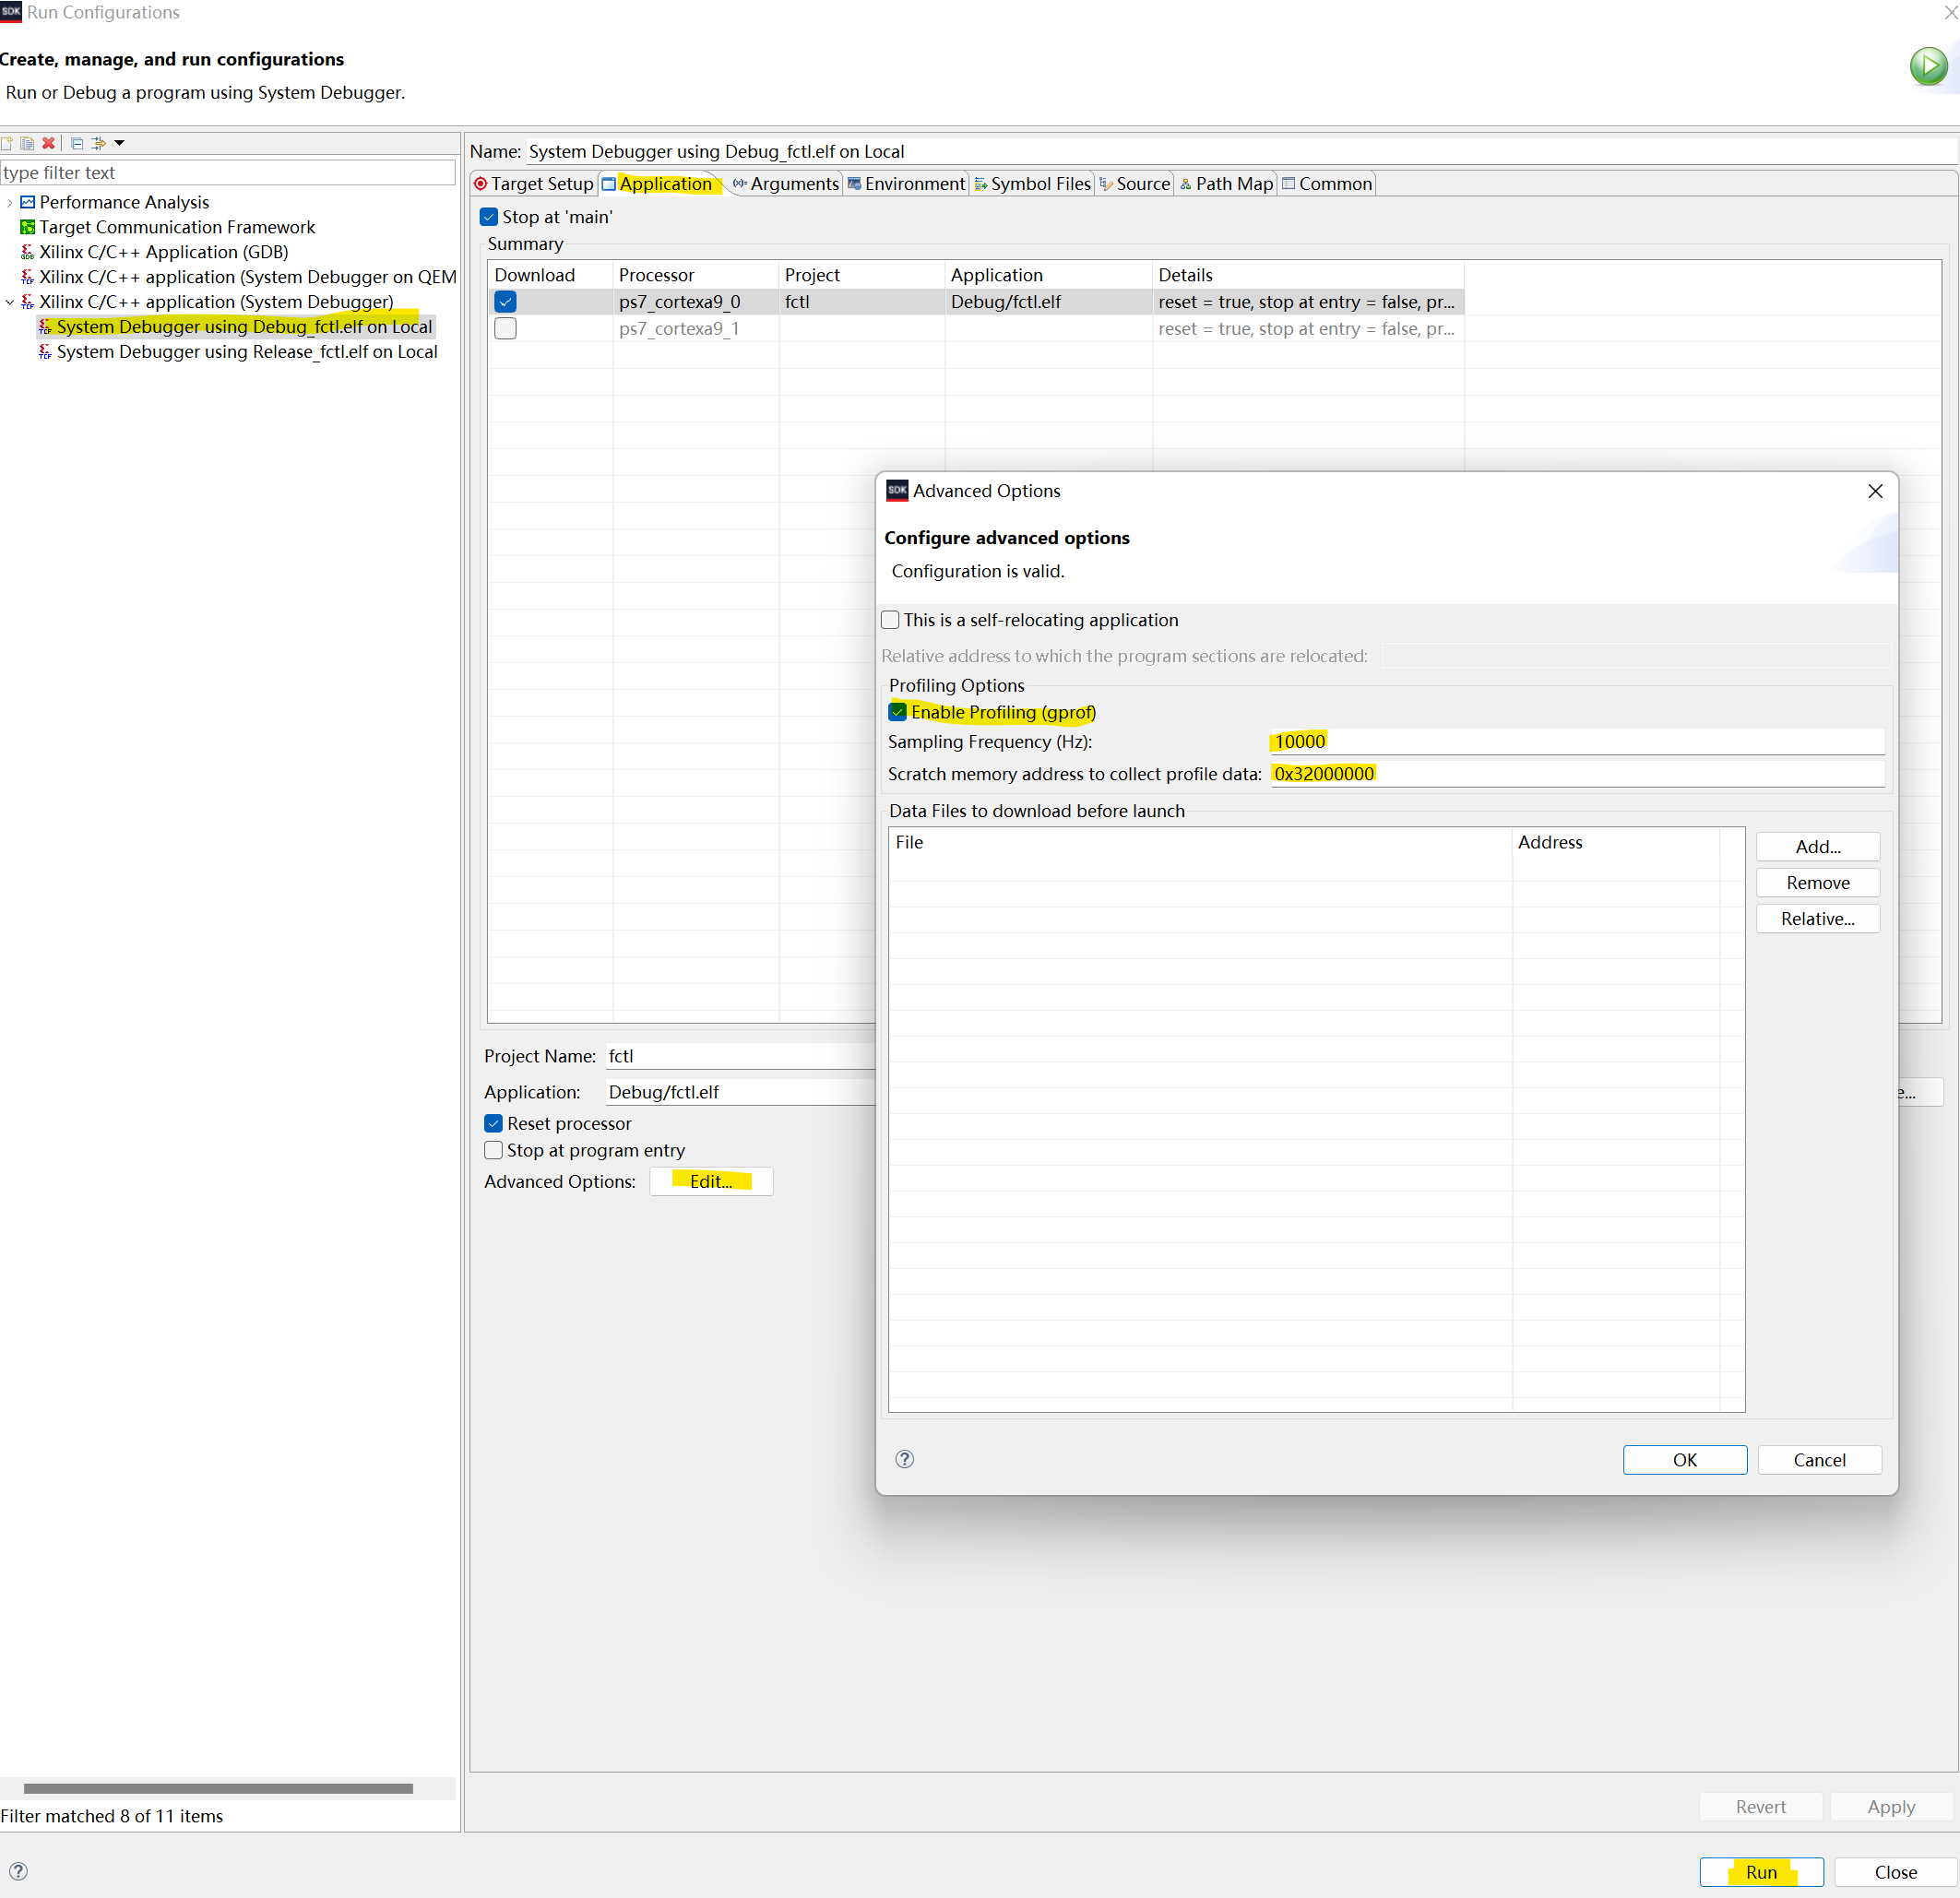 SDK Run Configurations
Create, manage, and run configurations
Run or Debug a program using System Debugger.
type filter text
Performance Analysis
Target Communication Framework
Xilinx C/C++ Application (GDB)
Xilinx C/C++ application (System Debugger on QEM
Xilinx C/C++ application (System Debugger)
System Debugger using Debug_fctl.elf on Local
System Debugger using Release_fctl.elf on Local
Filter matched 8 of 11 items
Name: System Debugger using Debug_fctl.elf on Local
Target Setup Application Arguments Environment Symbol Files Source Path Map Common
Stop at 'main'
Summary
Download Processor Project Application Details
ps7_cortexa9_0 fctl Debug/fctl.elf reset = true, stop at entry = false, pr...
ps7_cortexa9_1 reset = true, stop at entry = false, pr...
Project Name: fctl
Application: Debug/fctl.elf
e...
Reset processor
Stop at program entry
Advanced Options: Edit...
SDK Advanced Options
Configure advanced options
Configuration is valid.
This is a self-relocating application
Relative address to which the program sections are relocated:
Profiling Options
Enable Profiling (gprof)
Sampling Frequency (Hz): 10000
Scratch memory address to collect profile data: 0x32000000
Data Files to download before launch
File Address
Add...
Remove
Relative...
OK Cancel
Revert Apply
Run Close